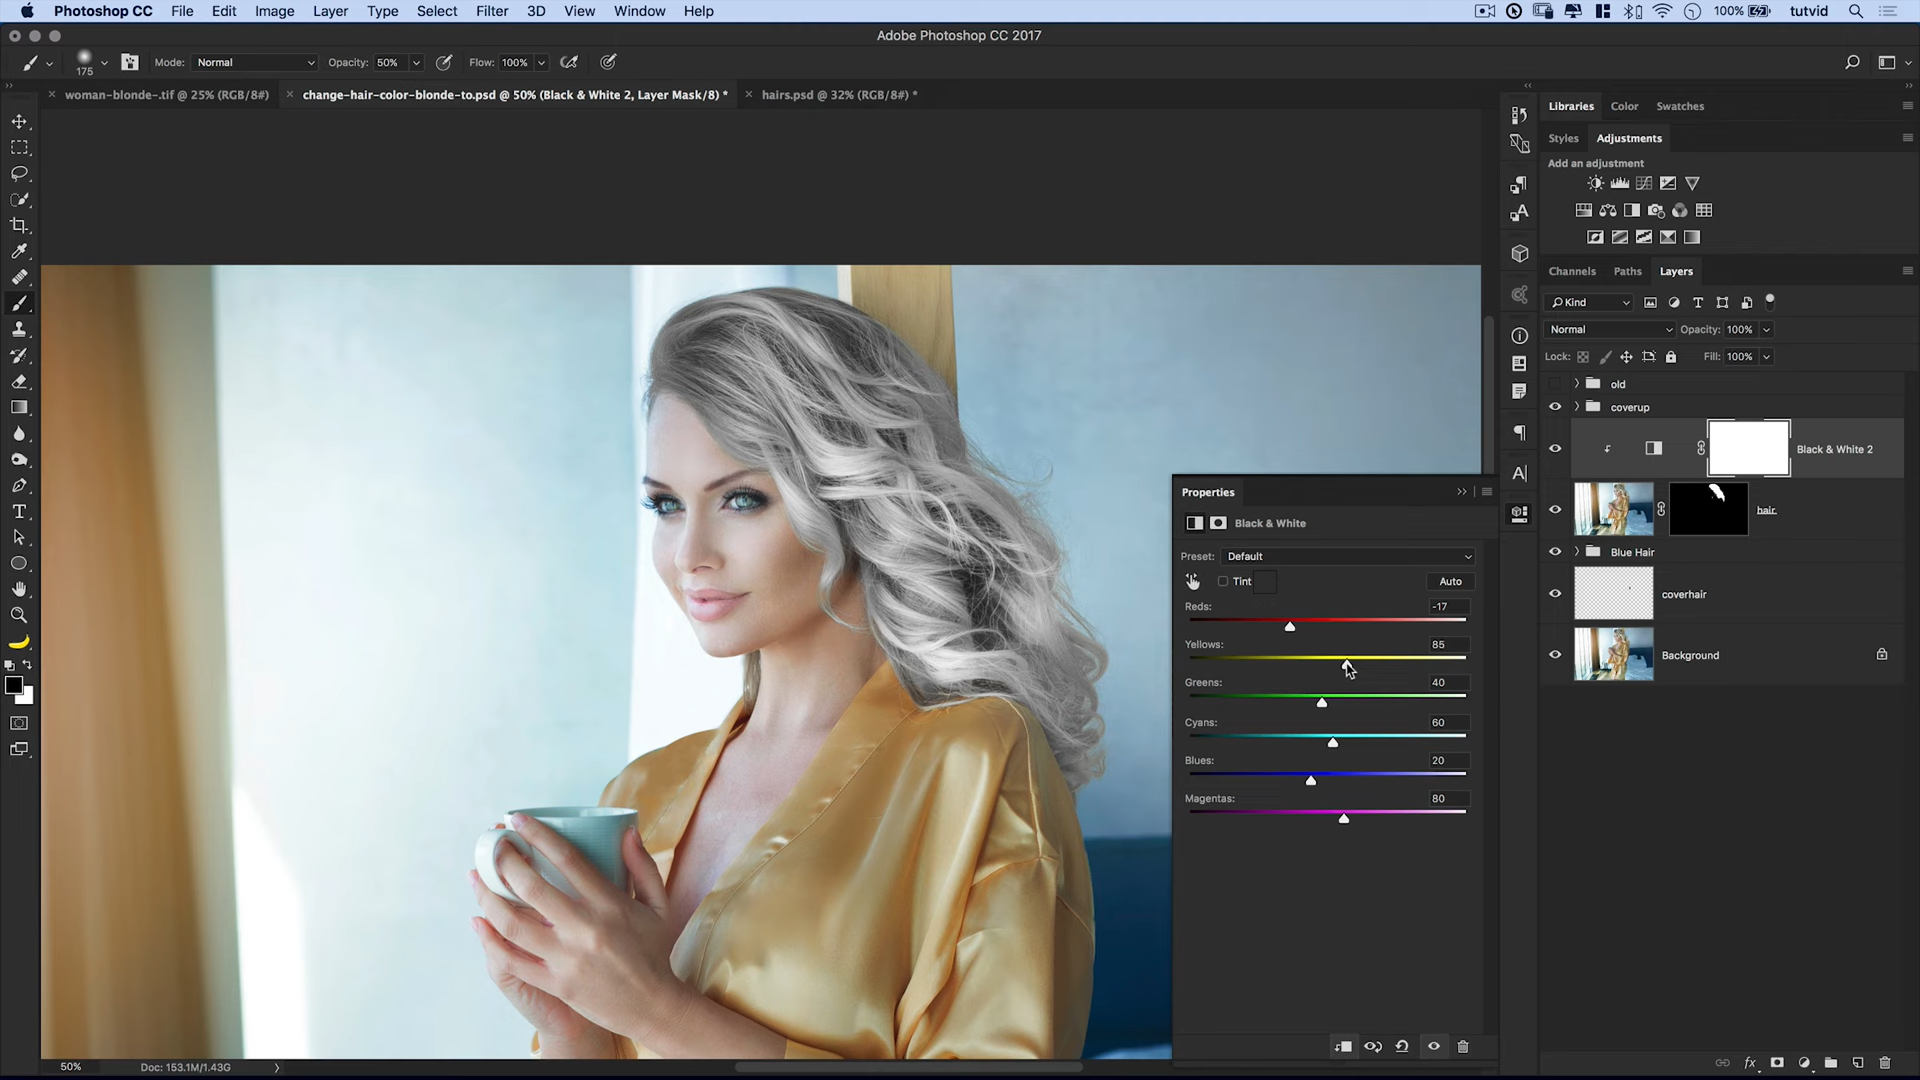 Photoshop CC File Edit Image Layer Type Select Filter 3D View Window Help 100% tutvid
Adobe Photoshop CC 2017
175 Mode: Normal Opacity: 50% Flow: 100%
woman-blonde-.tif @ 25% (RGB/8#) change-hair-color-blonde-to.psd @ 50% (Black & White 2, Layer Mask/8) * hairs.psd @ 32% (RGB/8#) *
Libraries Color Swatches
Styles Adjustments
Add an adjustment
Channels Paths Layers
Kind
Normal Opacity: 100%
Lock: Fill: 100%
old
coverup
Black & White 2
hair
Blue Hair
coverhair
Background
Properties
Black & White
Preset: Default
Tint Auto
Reds: -17
Yellows: 85
Greens: 40
Cyans: 60
Blues: 20
Magentas: 80
50% Doc: 153.1M/1.43G